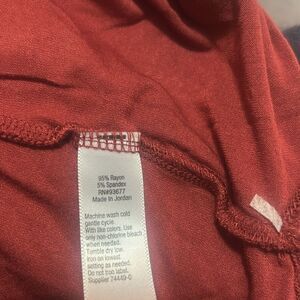 95% Rayon
5% Spandex
RN#93677
Made In Jordan
Machine wash cold
gentle cycle.
With like colors. Use
only non-chlorine bleach
when needed.
Tumble dry low.
Iron at lowest
setting as needed.
Do not iron label.
Supplier 74449-0